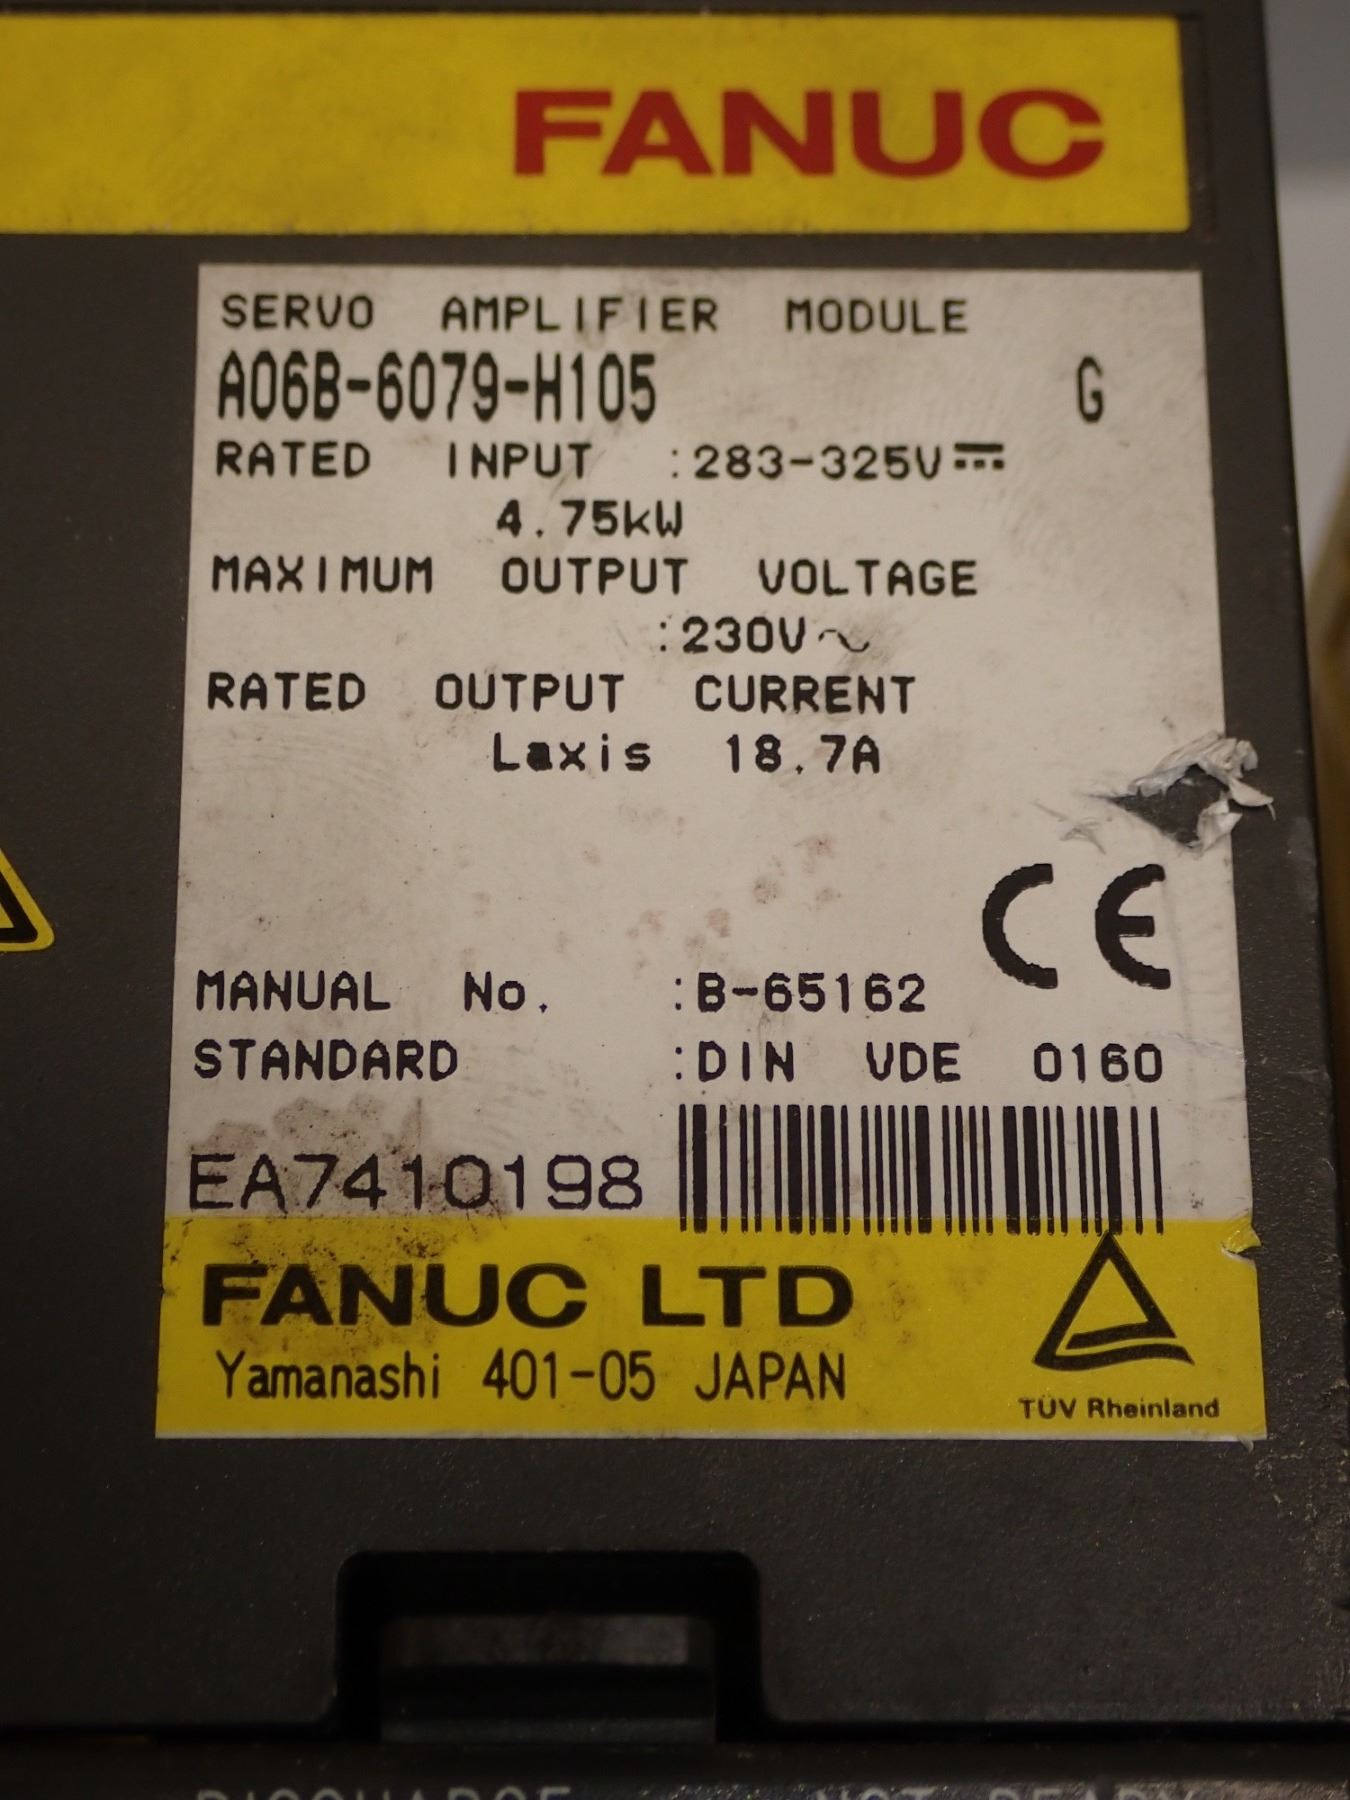 FANUC
SERVO AMPLIFIER MODULE
A06B-6079-H105 G
RATED INPUT :283-325V⎓
4.75kW
MAXIMUM OUTPUT VOLTAGE
:230V~
RATED OUTPUT CURRENT
Laxis 18.7A
CE
MANUAL No. :B-65162
STANDARD :DIN VDE 0160
EA7410198
FANUC LTD
Yamanashi 401-05 JAPAN
TÜV Rheinland